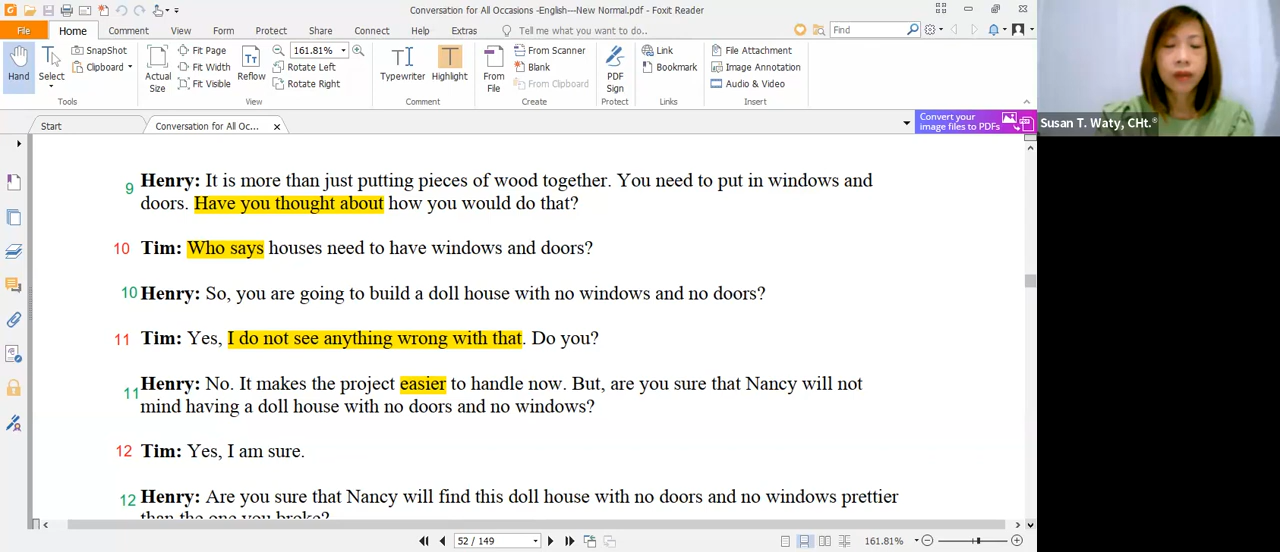 Conversation for All Occasions -English---New Normal.pdf - Foxit Reader
File Home Comment View Form Protect Share Connect Help Extras Tell me what you want to do.. Find
Hand
Select
SnapShot
Clipboard
Actual Size
Fit Page
Fit Width
Fit Visible
Reflow
161.81%
Rotate Left
Rotate Right
Typewriter
Highlight
From File
From Scanner
Blank
From Clipboard
PDF Sign
Link
Bookmark
File Attachment
Image Annotation
Audio & Video
Tools View Comment Create Protect Links Insert
Start Conversation for All Oc...
Convert your
image files to PDFs
Susan T. Waty, CHt.®
9 Henry: It is more than just putting pieces of wood together. You need to put in windows and
doors. Have you thought about how you would do that?
10 Tim: Who says houses need to have windows and doors?
10 Henry: So, you are going to build a doll house with no windows and no doors?
11 Tim: Yes, I do not see anything wrong with that. Do you?
11 Henry: No. It makes the project easier to handle now. But, are you sure that Nancy will not
mind having a doll house with no doors and no windows?
12 Tim: Yes, I am sure.
12 Henry: Are you sure that Nancy will find this doll house with no doors and no windows prettier
than the one you broke?
52 / 149
161.81%